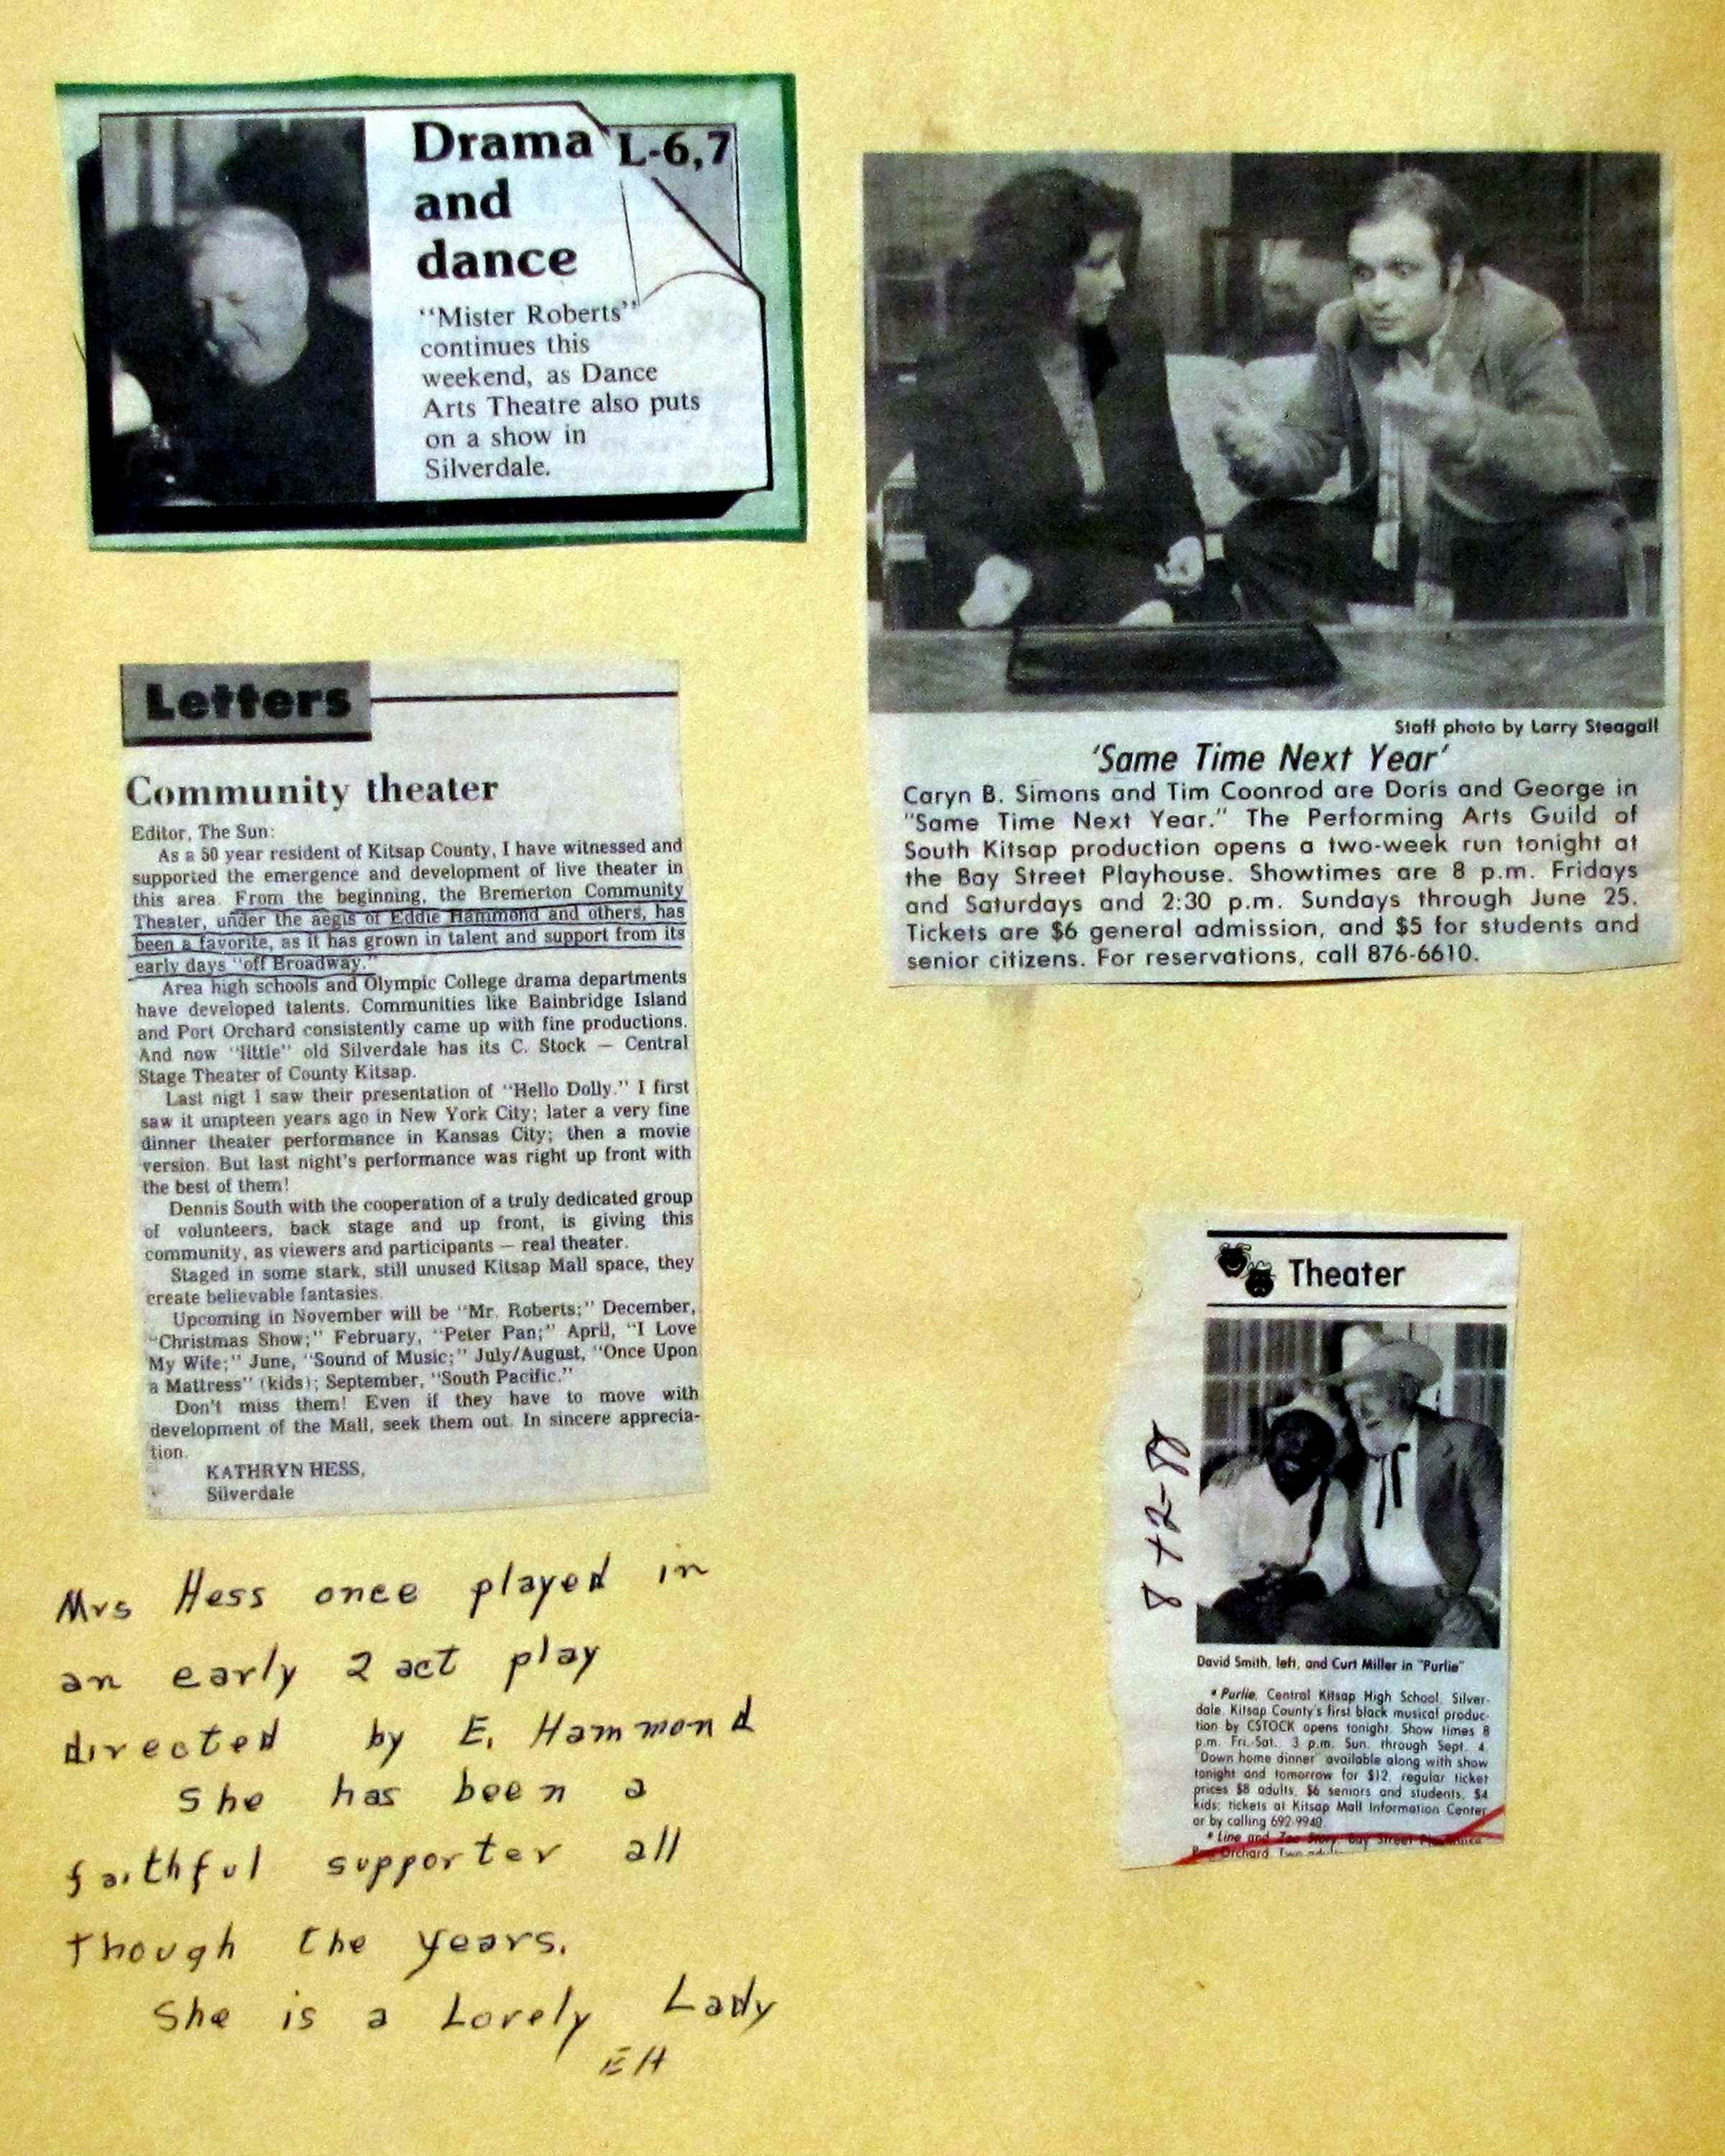 Drama
and
dance
L-6,7
"Mister Roberts"
continues this
weekend, as Dance
Arts Theatre also puts
on a show in
Silverdale.
Staff photo by Larry Steagall
'Same Time Next Year'
Caryn B. Simons and Tim Coonrod are Doris and George in
"Same Time Next Year." The Performing Arts Guild of
South Kitsap production opens a two-week run tonight at
the Bay Street Playhouse. Showtimes are 8 p.m. Fridays
and Saturdays and 2:30 p.m. Sundays through June 25.
Tickets are $6 general admission, and $5 for students and
senior citizens. For reservations, call 876-6610.
Letters
Community theater
Editor, The Sun:
As a 50 year resident of Kitsap County, I have witnessed and
supported the emergence and development of live theater in
this area. From the beginning, the Bremerton Community
Theater, under the aegis of Eddie Hammond and others, has
been a favorite, as it has grown in talent and support from its
early days "off Broadway."
Area high schools and Olympic College drama departments
have developed talents. Communities like Bainbridge Island
and Port Orchard consistently came up with fine productions.
And now "little" old Silverdale has its C. Stock — Central
Stage Theater of County Kitsap.
Last nigt I saw their presentation of "Hello Dolly." I first
saw it umpteen years ago in New York City; later a very fine
dinner theater performance in Kansas City; then a movie
version. But last night's performance was right up front with
the best of them!
Dennis South with the cooperation of a truly dedicated group
of volunteers, back stage and up front, is giving this
community, as viewers and participants — real theater.
Staged in some stark, still unused Kitsap Mall space, they
create believable fantasies.
Upcoming in November will be "Mr. Roberts;" December,
"Christmas Show;" February, "Peter Pan;" April, "I Love
My Wife;" June, "Sound of Music;" July/August, "Once Upon
a Mattress" (kids); September, "South Pacific."
Don't miss them! Even if they have to move with
development of the Mall, seek them out. In sincere apprecia-
tion.
KATHRYN HESS,
Silverdale
Mrs Hess once played in
an early 2 act play
directed by E. Hammond
She has been a
faithful supporter all
though the years.
She is a Lovely Lady
EH
Theater
David Smith, left, and Curt Miller in "Purlie"
• Purlie, Central Kitsap High School, Silver-
dale. Kitsap County's first black musical produc-
tion by CSTOCK opens tonight. Show times 8
p.m. Fri.-Sat. 3 p.m. Sun. through Sept. 4.
Down home dinner available along with show
tonight and tomorrow for $12, regular ticket
prices $8 adults, $6 seniors and students, $4
kids; tickets at Kitsap Mall Information Center
or by calling 692-9940.
• Line and Zoo Story, Bay Street
Orchard. Two